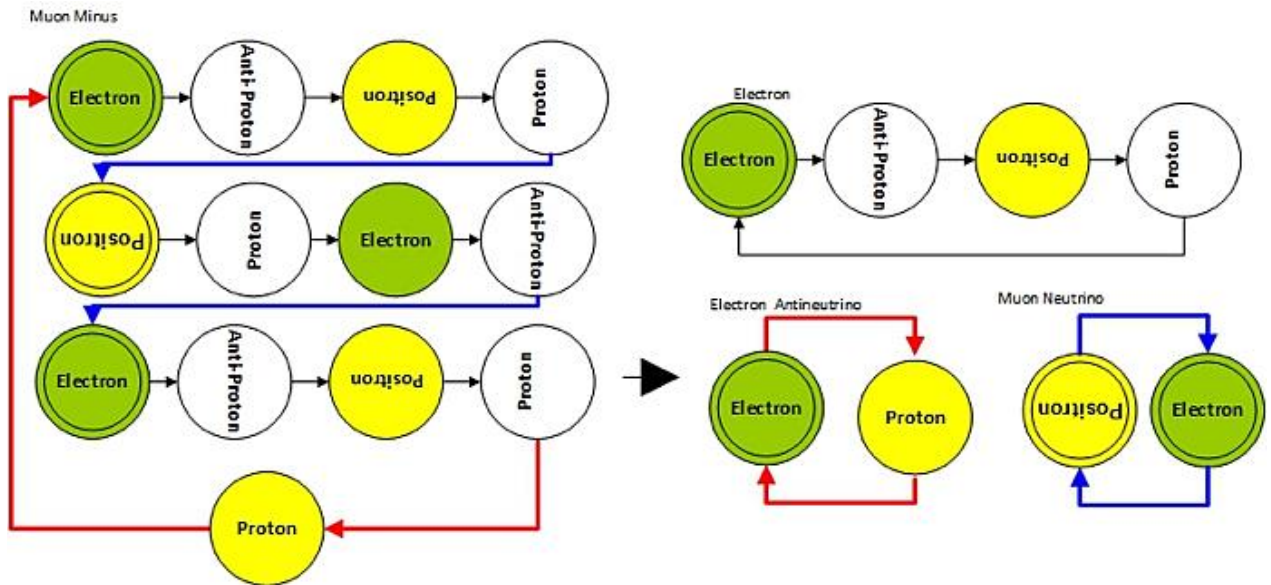 Muon Minus
Electron
Anti-Proton
Positron
Proton
Positron
Proton
Electron
Anti-Proton
Electron
Anti-Proton
Positron
Proton
Proton
Electron
Electron
Anti-Proton
Positron
Proton
Electron Antineutrino
Electron
Proton
Muon Neutrino
Positron
Electron